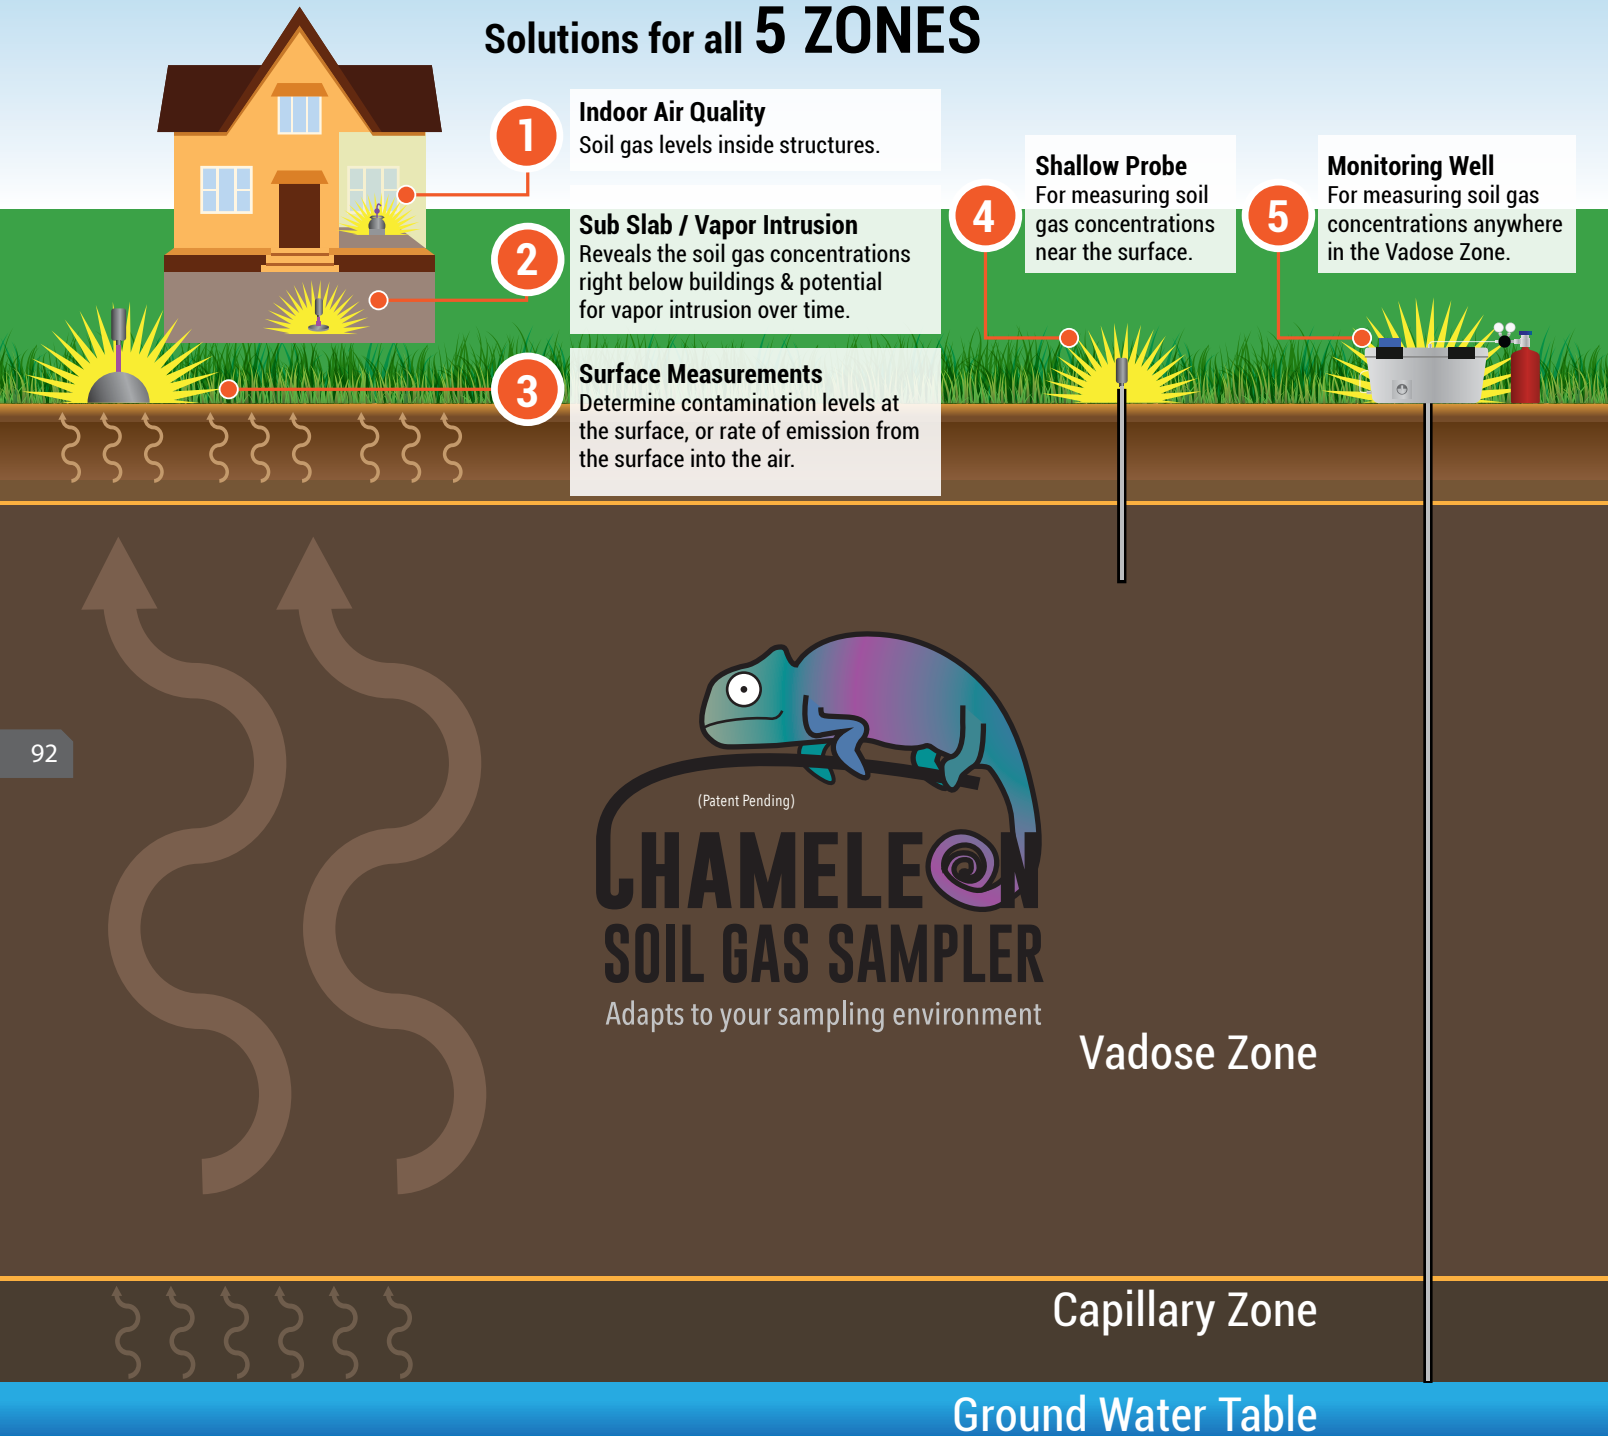 Solutions for all 5 ZONES
1
Indoor Air Quality
Soil gas levels inside structures.
2
Sub Slab / Vapor Intrusion
Reveals the soil gas concentrations
right below buildings & potential
for vapor intrusion over time.
3
Surface Measurements
Determine contamination levels at
the surface, or rate of emission from
the surface into the air.
4
Shallow Probe
For measuring soil
gas concentrations
near the surface.
5
Monitoring Well
For measuring soil gas
concentrations anywhere
in the Vadose Zone.
92
(Patent Pending)
CHAMELEON
SOIL GAS SAMPLER
Adapts to your sampling environment
Vadose Zone
Capillary Zone
Ground Water Table